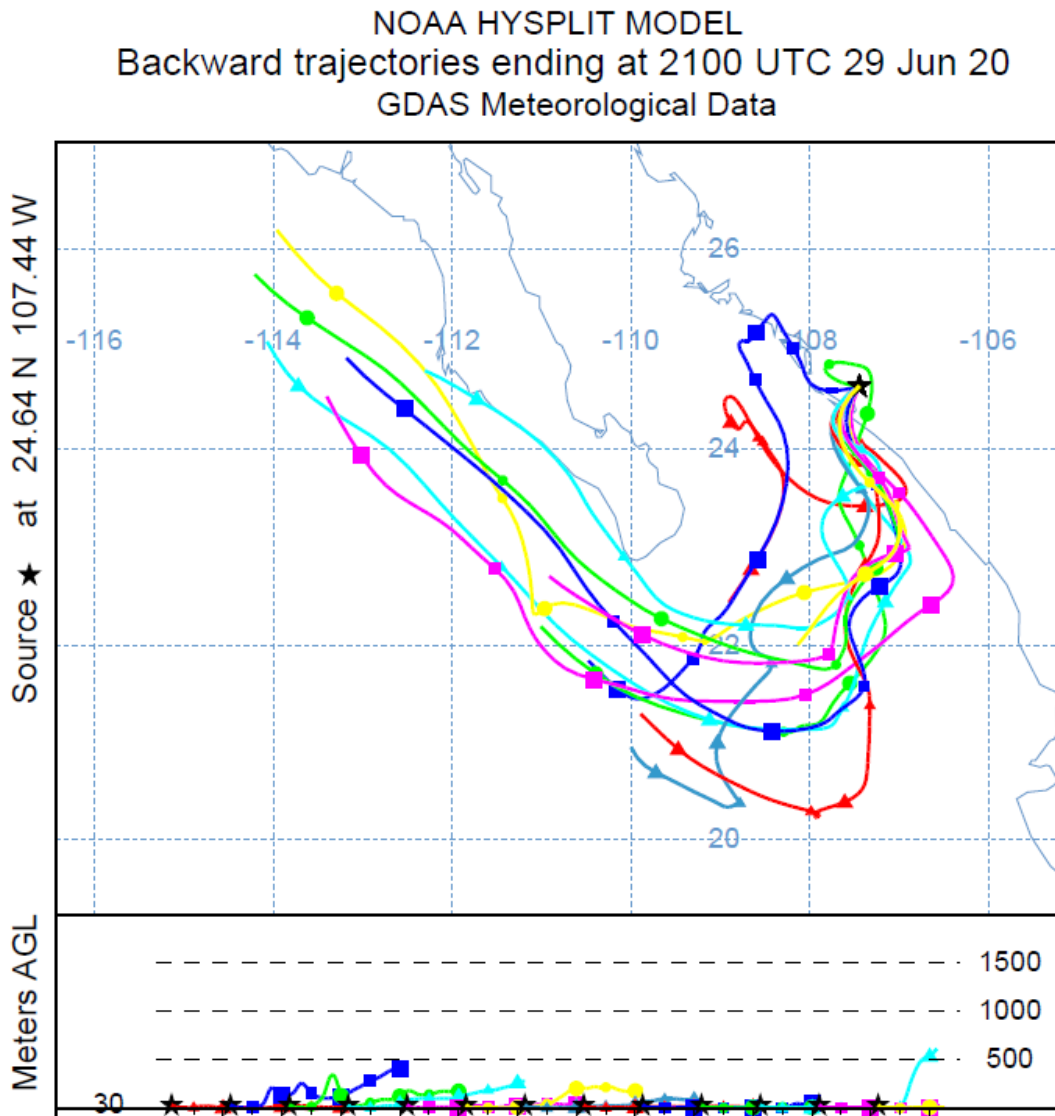 NOAA HYSPLIT MODEL
Backward trajectories ending at 2100 UTC 29 Jun 20
GDAS Meteorological Data
Source ★ at 24.64 N 107.44 W
26
-116 -114 -112 -110 -108 -106
24
22
20
Meters AGL
1500
1000
500
30